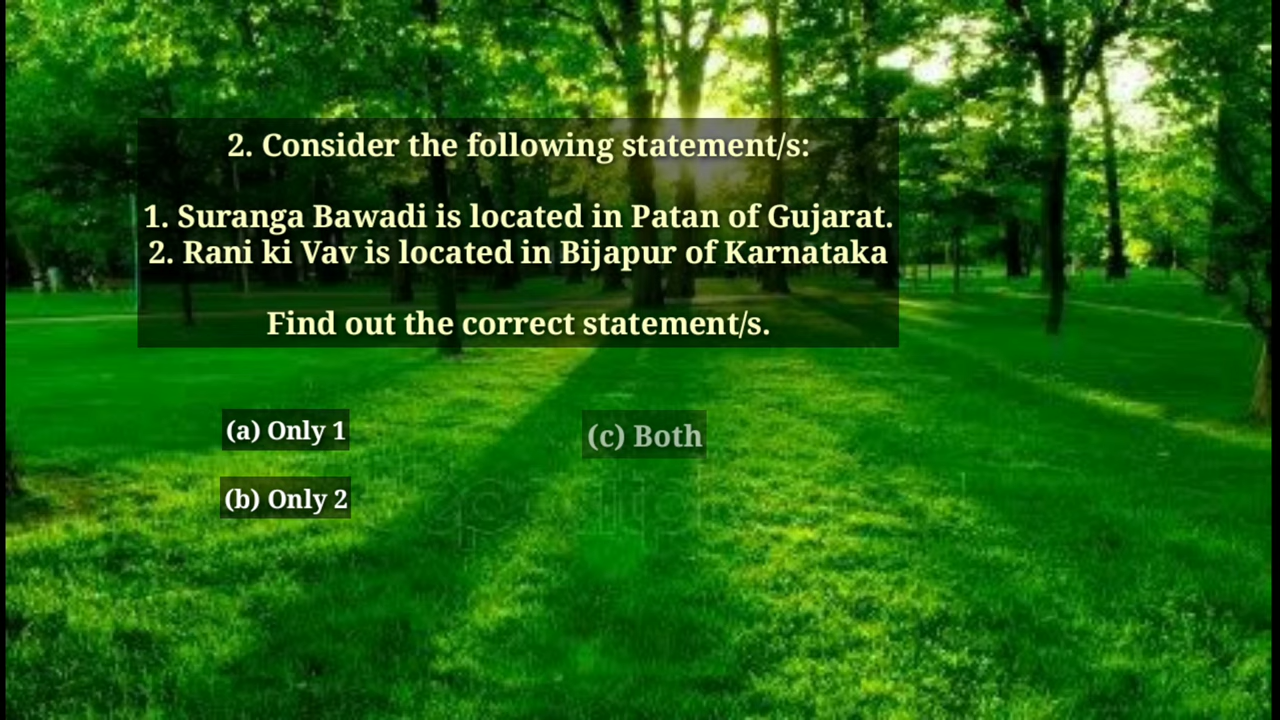 2. Consider the following statement/s:
1. Suranga Bawadi is located in Patan of Gujarat.
2. Rani ki Vav is located in Bijapur of Karnataka
Find out the correct statement/s.
(a) Only 1
(c) Both
(b) Only 2